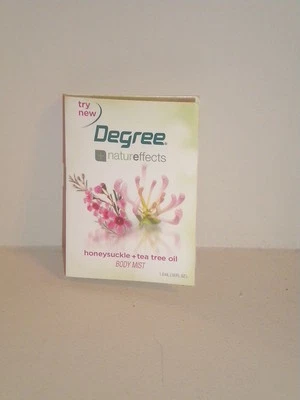 try
new
Degree
natureffects
honeysuckle + tea tree oil
BODY MIST